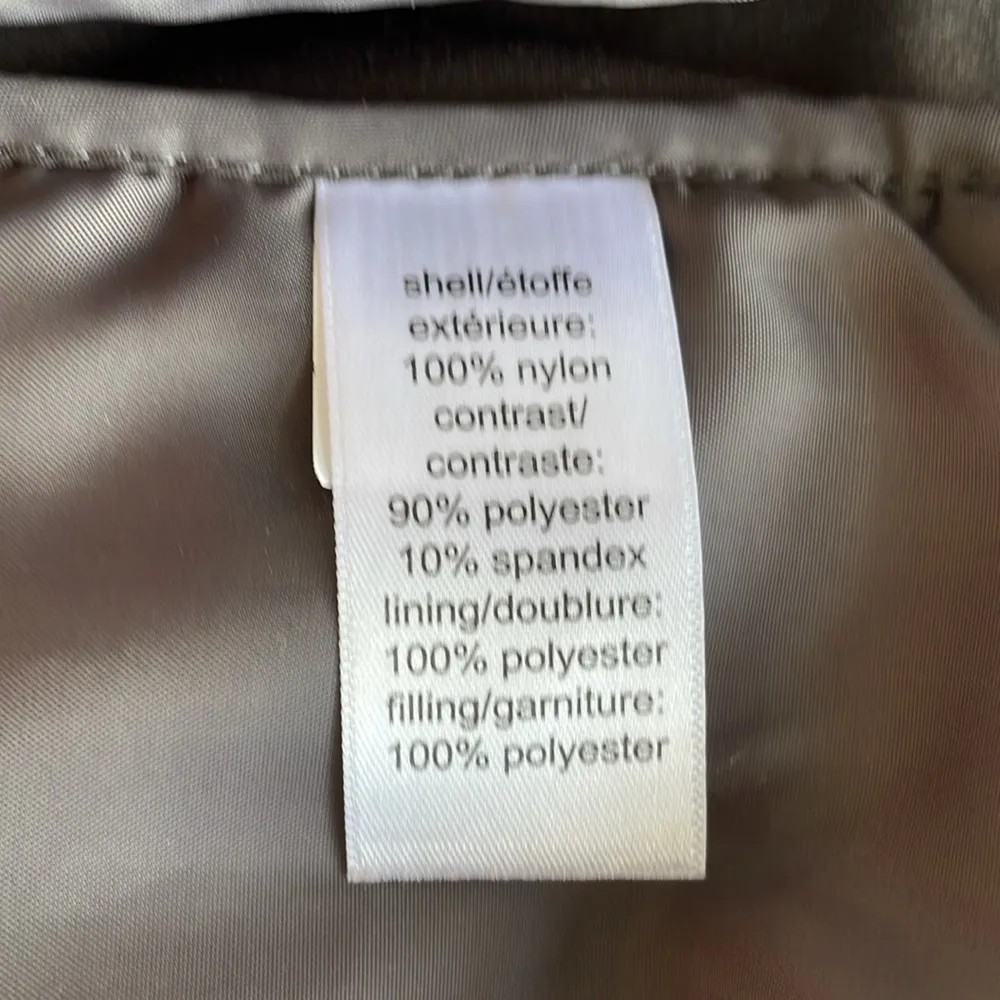 shell/étoffe
extérieure:
100% nylon
contrast/
contraste:
90% polyester
10% spandex
lining/doublure:
100% polyester
filling/garniture:
100% polyester